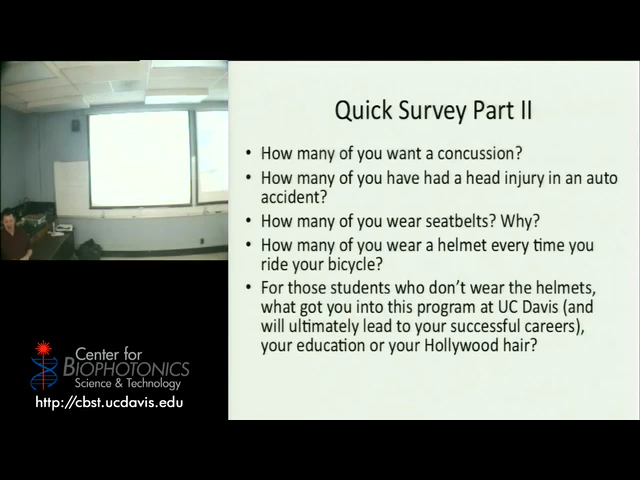 Quick Survey Part II
• How many of you want a concussion?
• How many of you have had a head injury in an auto
accident?
• How many of you wear seatbelts? Why?
• How many of you wear a helmet every time you
ride your bicycle?
• For those students who don't wear the helmets,
what got you into this program at UC Davis (and
will ultimately lead to your successful careers),
your education or your Hollywood hair?
Center for
BIOPHOTONICS
Science & Technology
http://cbst.ucdavis.edu